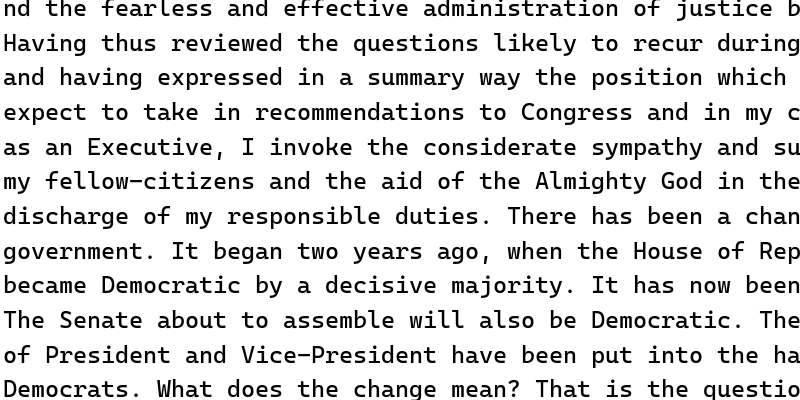 nd the fearless and effective administration of justice b
Having thus reviewed the questions likely to recur during
and having expressed in a summary way the position which
expect to take in recommendations to Congress and in my c
as an Executive, I invoke the considerate sympathy and su
my fellow-citizens and the aid of the Almighty God in the
discharge of my responsible duties. There has been a chan
government. It began two years ago, when the House of Rep
became Democratic by a decisive majority. It has now been
The Senate about to assemble will also be Democratic. The
of President and Vice-President have been put into the ha
Democrats. What does the change mean? That is the questio